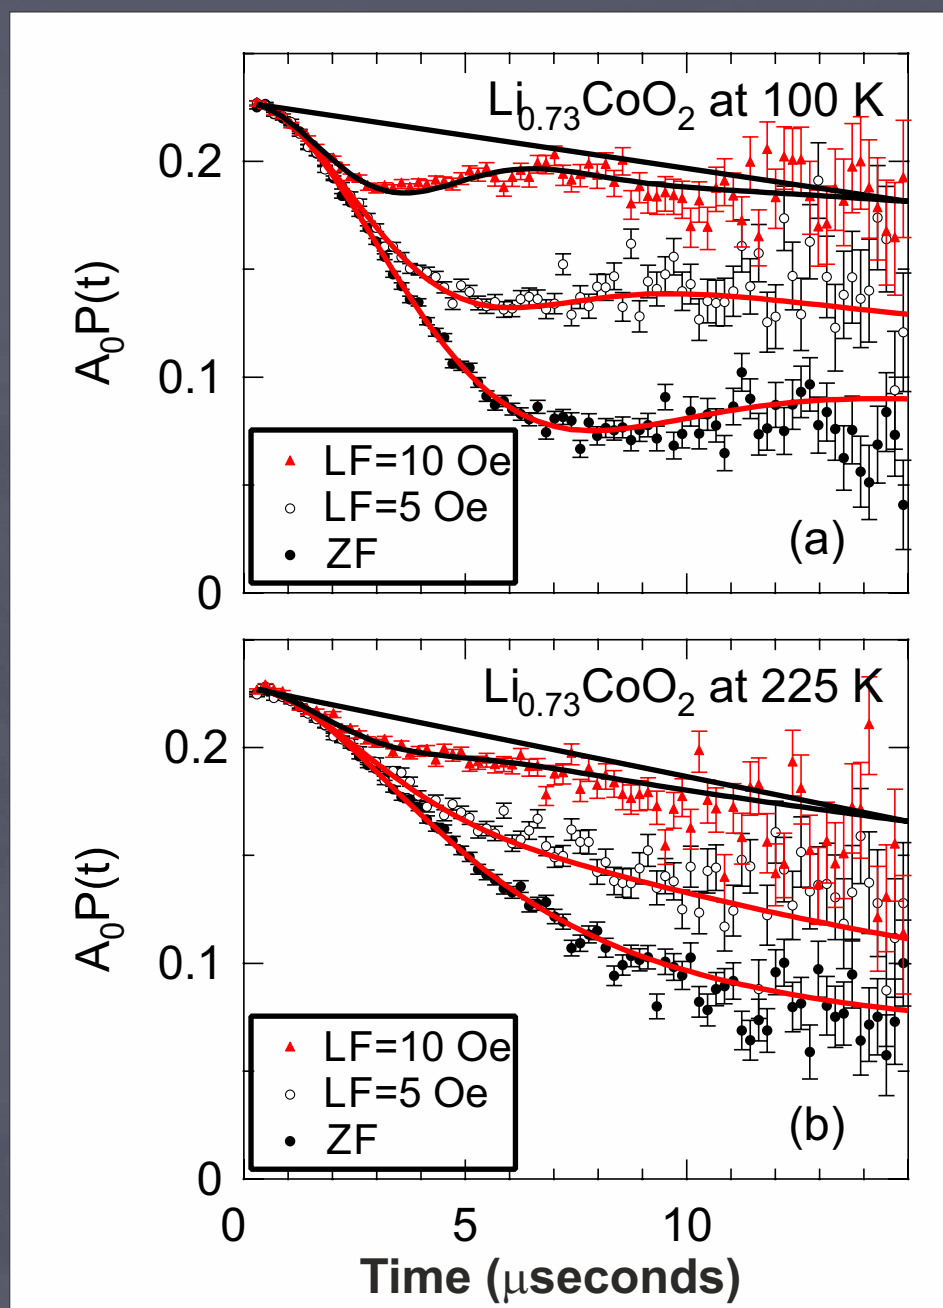 Li0.73CoO2 at 100 K
0.2
A0P(t)
0.1
LF=10 Oe
LF=5 Oe
ZF
(a)
0
Li0.73CoO2 at 225 K
0.2
A0P(t)
0.1
LF=10 Oe
LF=5 Oe
ZF
(b)
0
0 5 10
Time (μseconds)